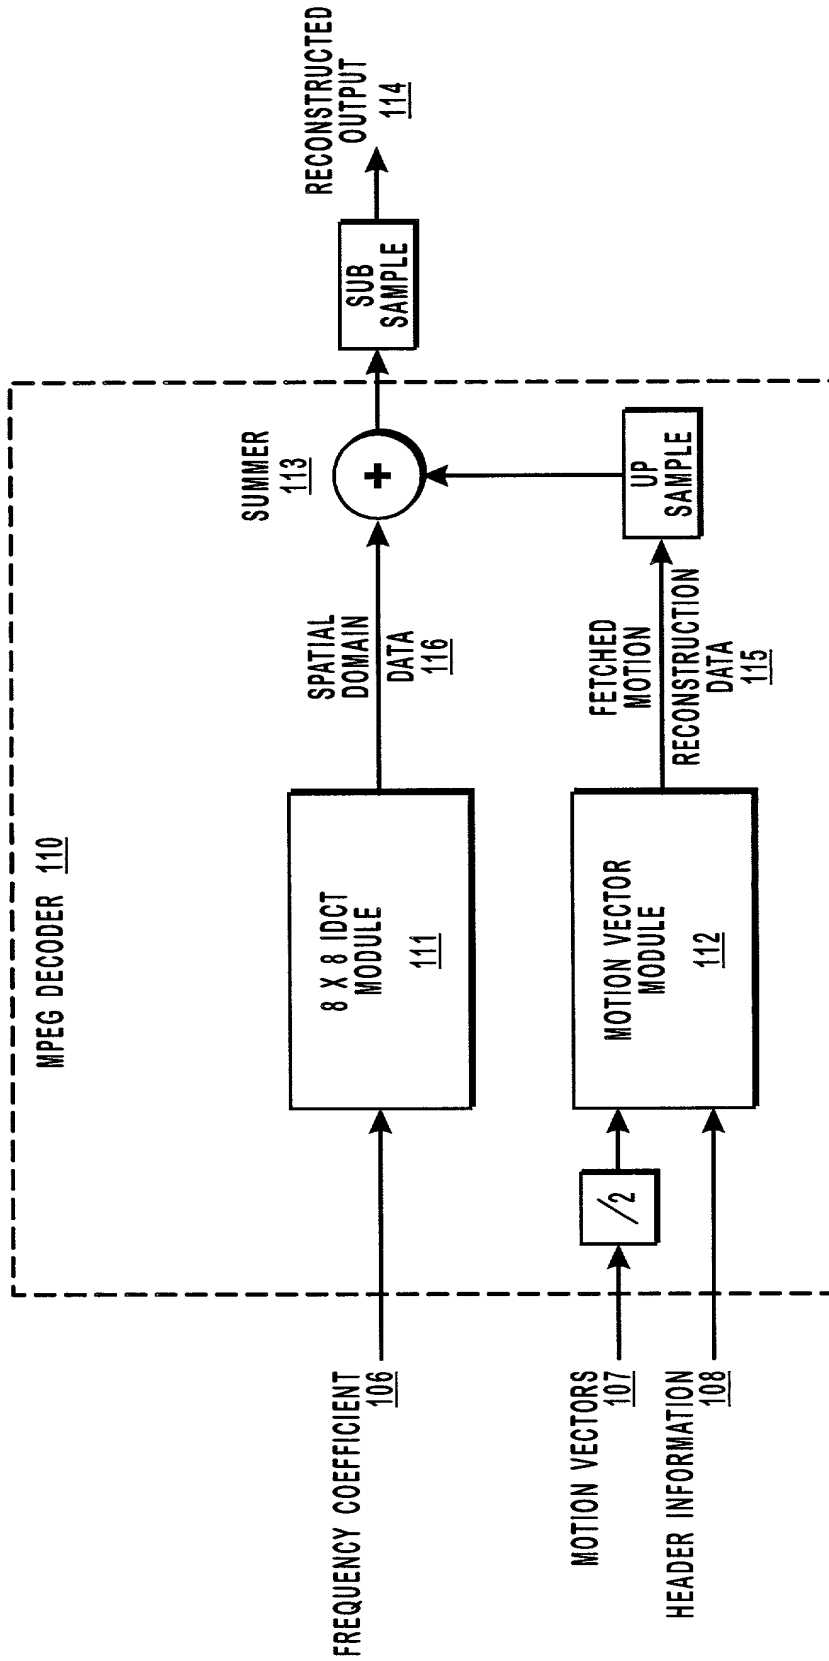 MPEG DECODER 110
FREQUENCY COEFFICIENT
106
8 X 8 IDCT
MODULE
111
SPATIAL
DOMAIN
DATA
116
SUMMER
113
+
SUB
SAMPLE
RECONSTRUCTED
OUTPUT
114
MOTION VECTORS
107
/2
HEADER INFORMATION
108
MOTION VECTOR
MODULE
112
FETCHED
MOTION
RECONSTRUCTION
DATA
115
UP
SAMPLE